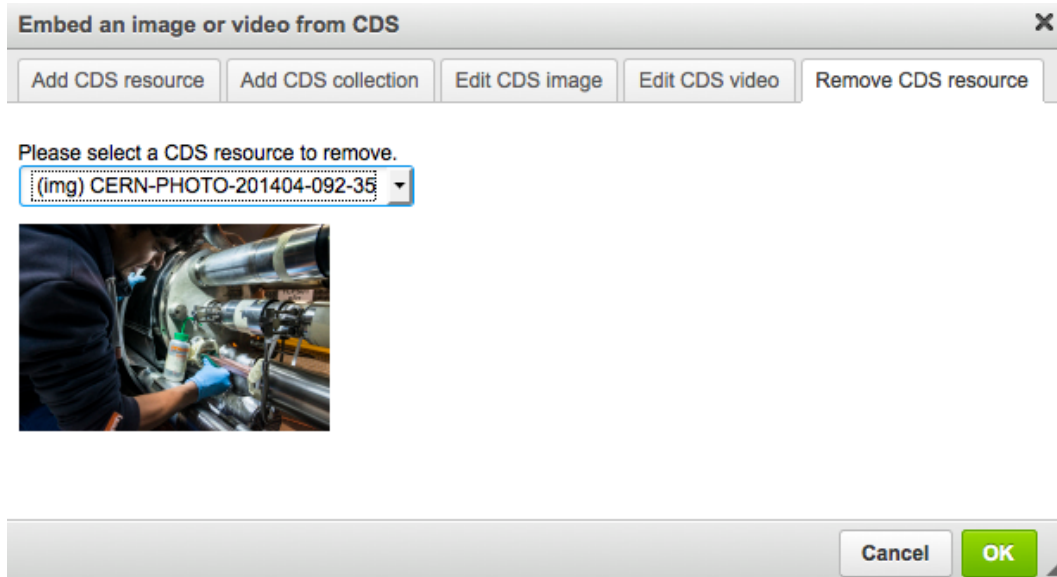 Embed an image or video from CDS
Add CDS resource
Add CDS collection
Edit CDS image
Edit CDS video
Remove CDS resource
Please select a CDS resource to remove.
(img) CERN-PHOTO-201404-092-35
Cancel
OK